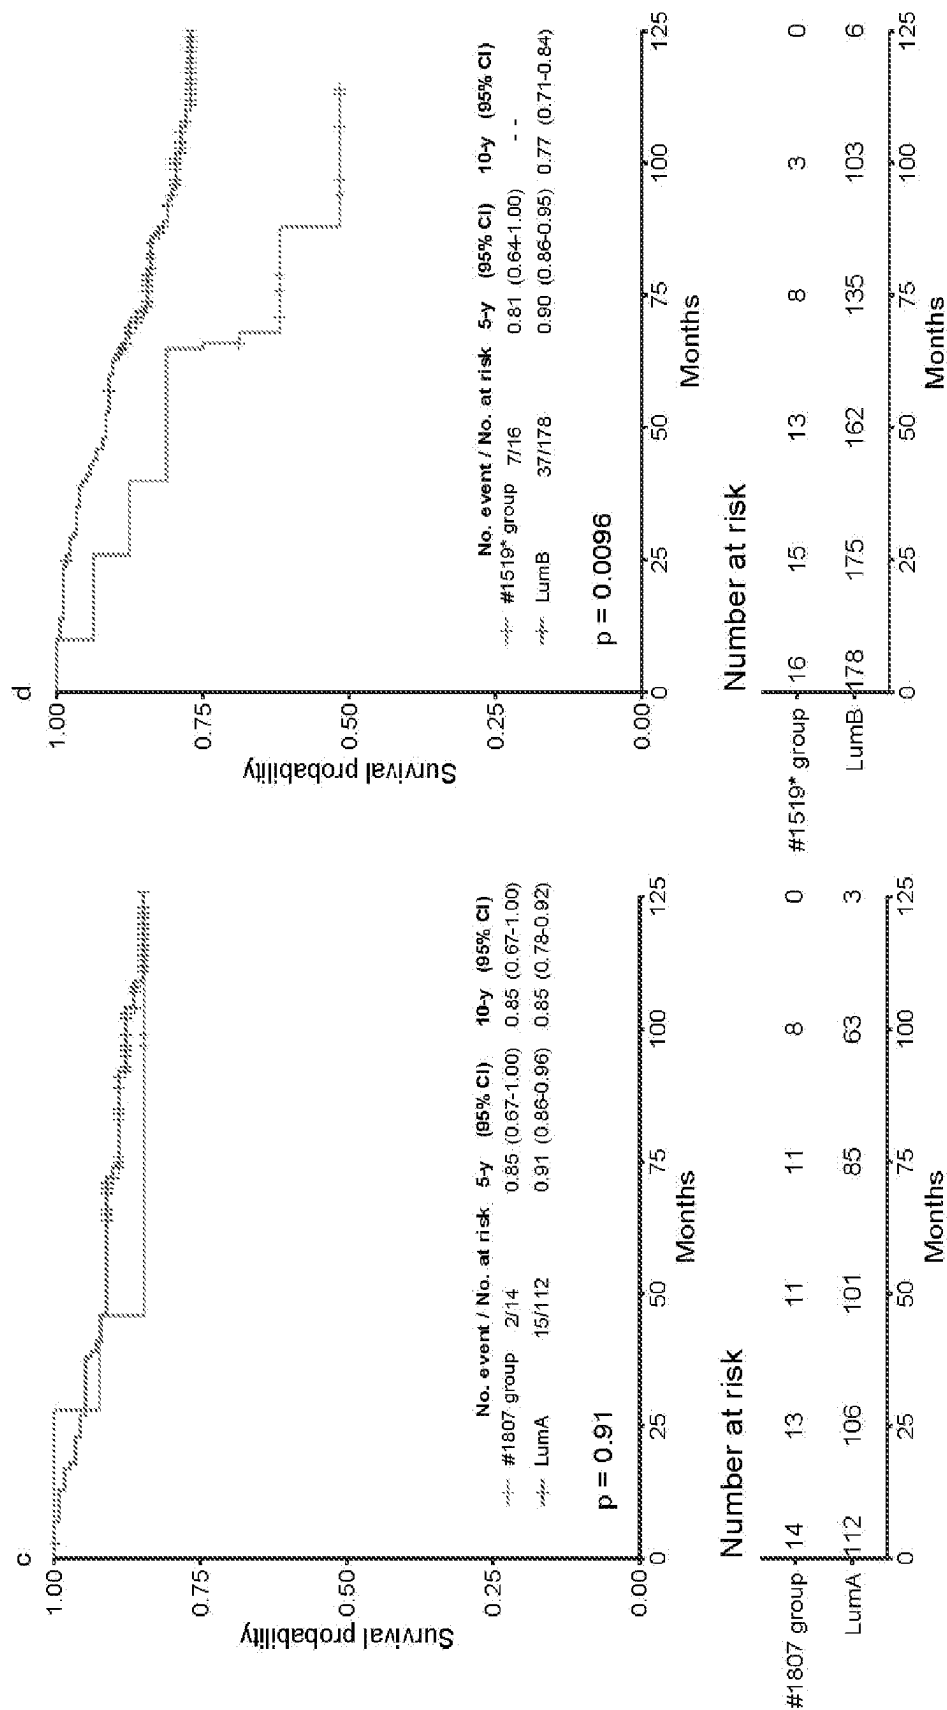 c
1.00
0.75
0.50
0.25
0.00
Survival probability
No. event / No. at risk 5-y (95% CI) 10-y (95% CI)
#1807 group 2/14 0.85 (0.67-1.00) 0.85 (0.67-1.00)
LumA 15/112 0.91 (0.86-0.96) 0.85 (0.78-0.92)
p = 0.91
0 25 50 75 100 125
Months
Number at risk
#1807 group 14 13 11 11 8 0
LumA 112 106 101 85 63 3
0 25 50 75 100 125
Months
d
1.00
0.75
0.50
0.25
0.00
Survival probability
No. event / No. at risk 5-y (95% CI) 10-y (95% CI)
#1519* group 7/16 0.81 (0.64-1.00) - -
LumB 37/178 0.90 (0.86-0.95) 0.77 (0.71-0.84)
p = 0.0096
0 25 50 75 100 125
Months
Number at risk
#1519* group 16 15 13 8 3 0
LumB 178 175 162 135 103 6
0 25 50 75 100 125
Months